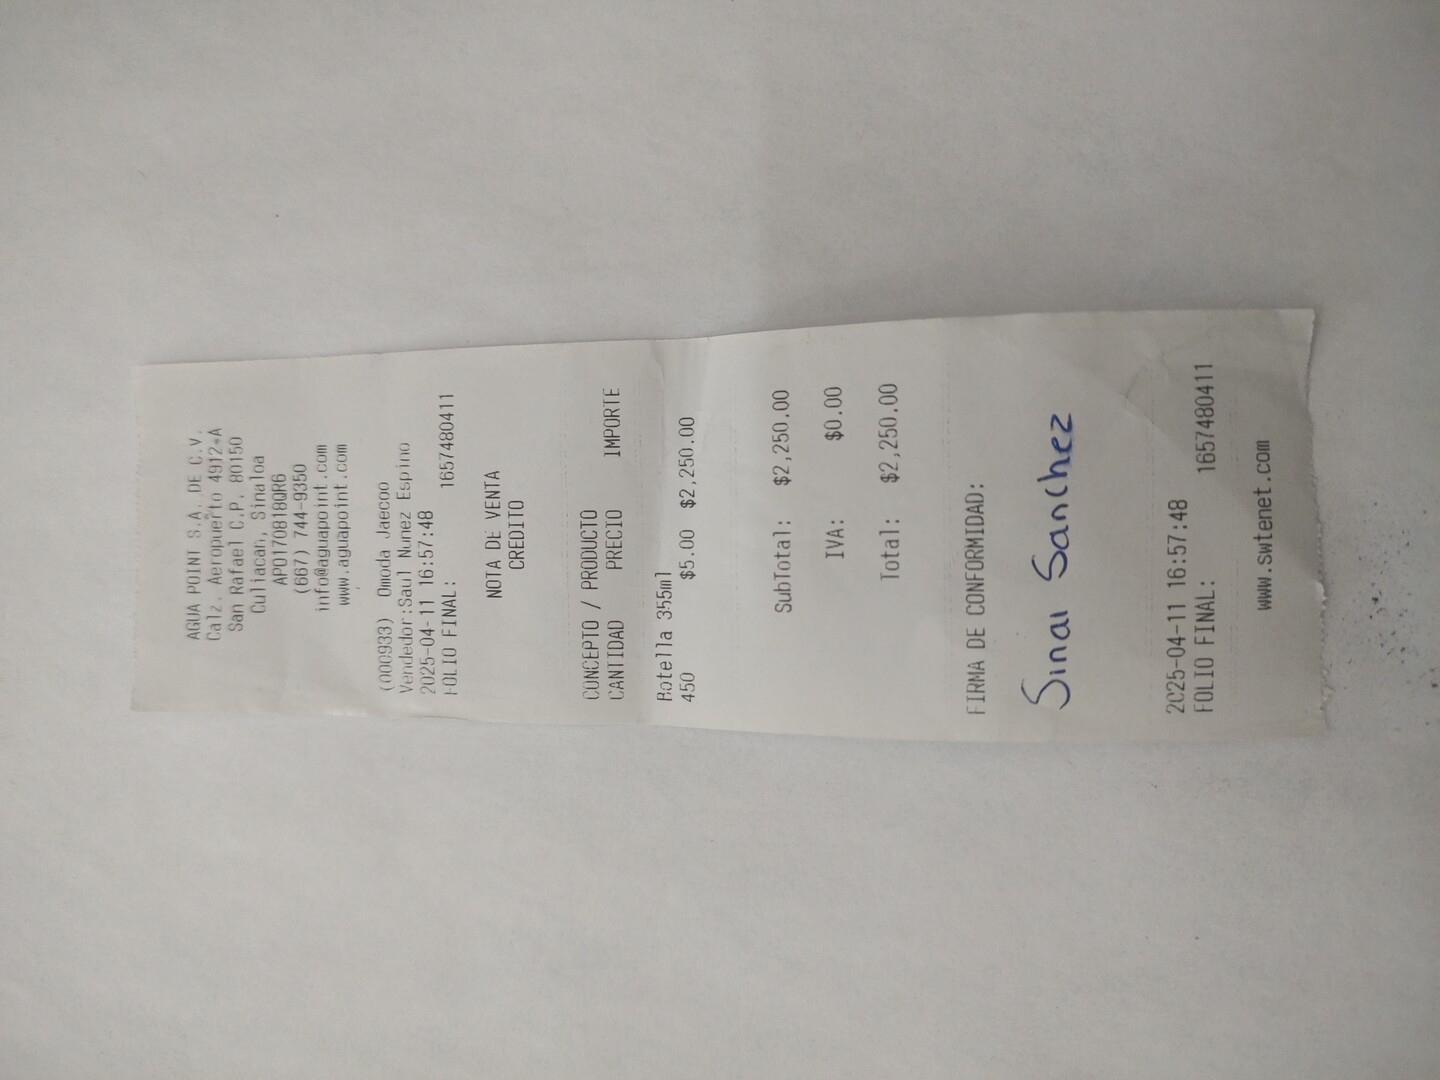 AGUA POINT S.A. DE C.V.
Calz. Aeropuerto 4912-A
San Rafael C.P. 80150
Culiacan, Sinaloa
APO170818QR6
(667) 744-9350
info@aguapoint.com
www.aguapoint.com
(000933) Omoda Jaecoo
Vendedor:Saul Nunez Espino
2025-04-11 16:57:48
FOLIO FINAL: 1657480411
NOTA DE VENTA
CREDITO
CONCEPTO / PRODUCTO
CANTIDAD PRECIO IMPORTE
Botella 355ml
450 $5.00 $2,250.00
SubTotal: $2,250.00
IVA: $0.00
Total: $2,250.00
FIRMA DE CONFORMIDAD:
Sinai Sanchez
2025-04-11 16:57:48
FOLIO FINAL: 1657480411
www.swtenet.com